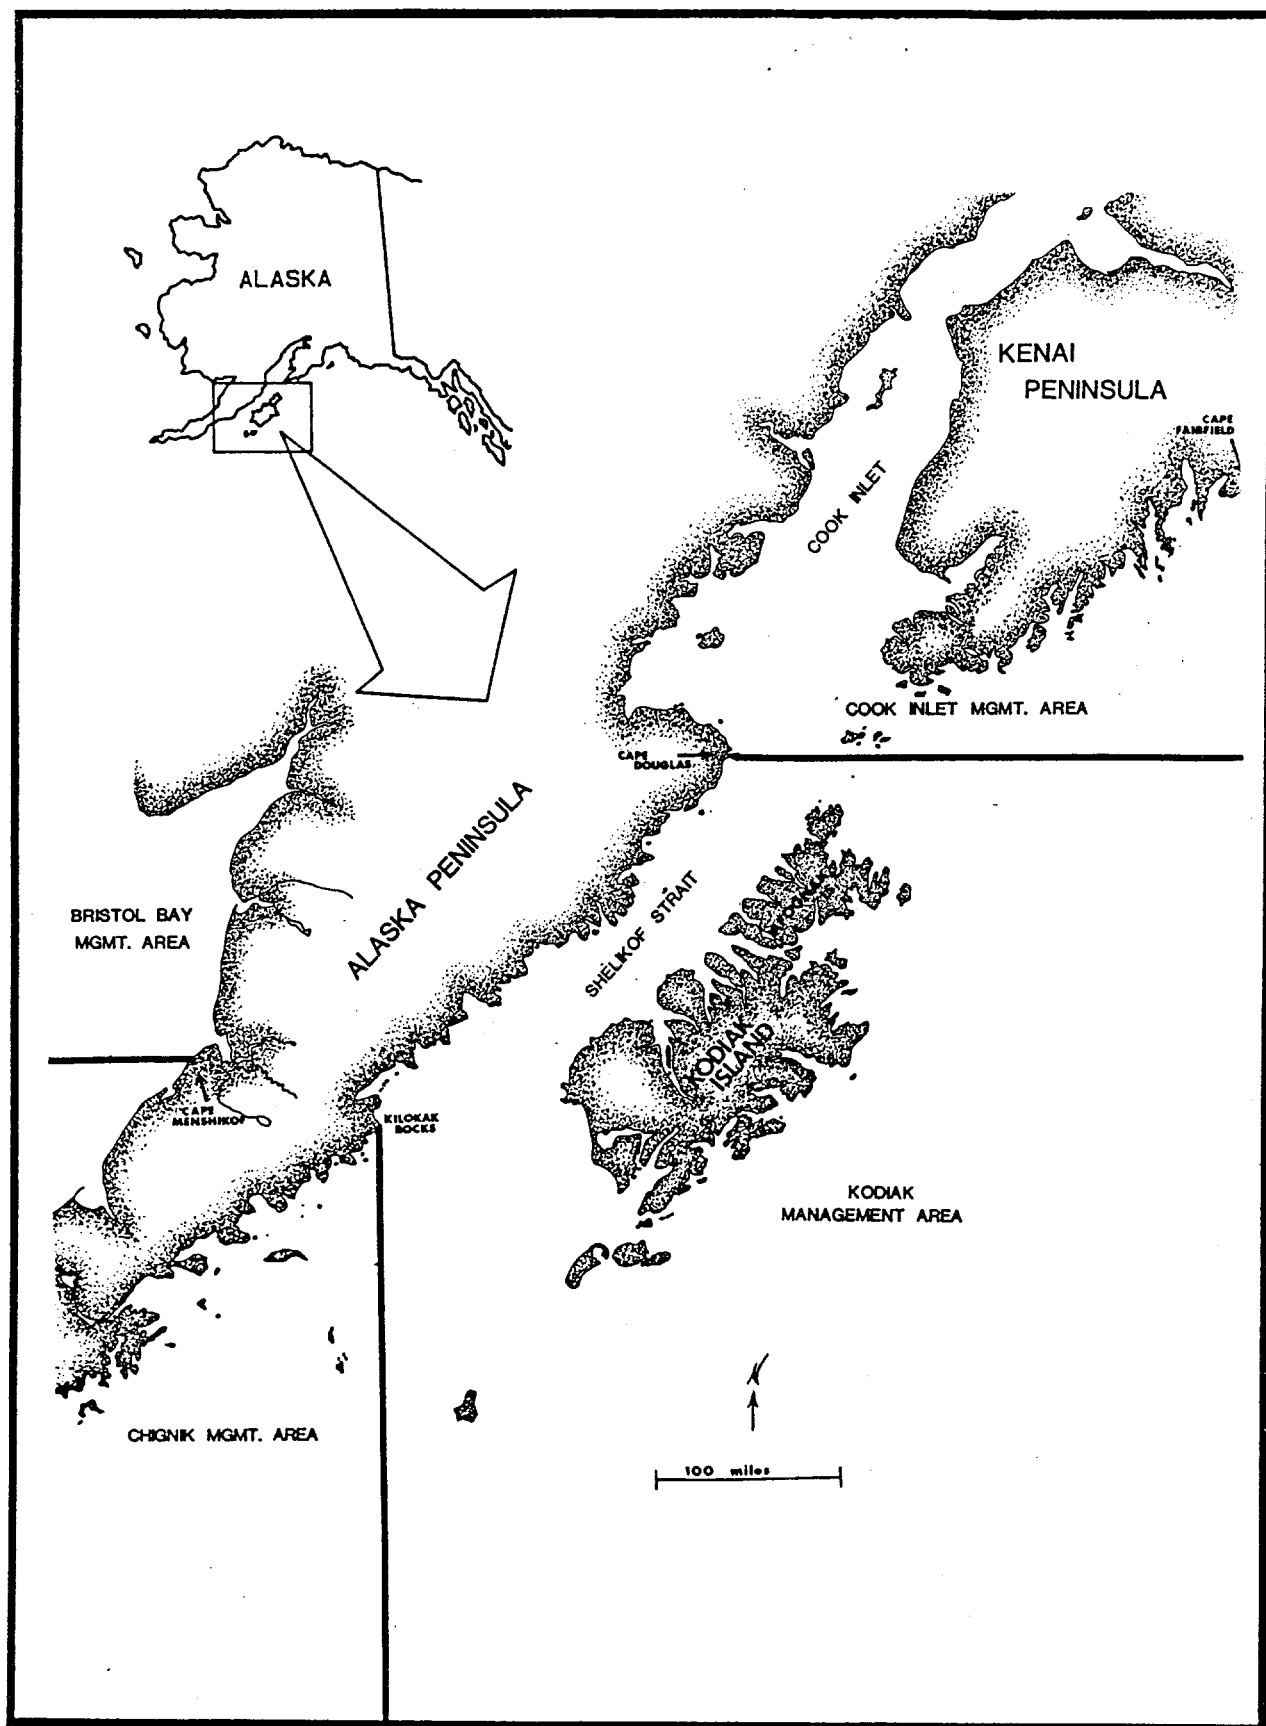 ALASKA
KENAI
PENINSULA
CAPE
FAIRFIELD
COOK INLET
COOK INLET MGMT. AREA
CAPE
DOUGLAS
ALASKA PENINSULA
SHELIKOF STRAIT
BRISTOL BAY
MGMT. AREA
KODIAK
ISLAND
CAPE
MENSHIKOF
KILOKAK
ROCKS
KODIAK
MANAGEMENT AREA
CHIGNIK MGMT. AREA
100 miles